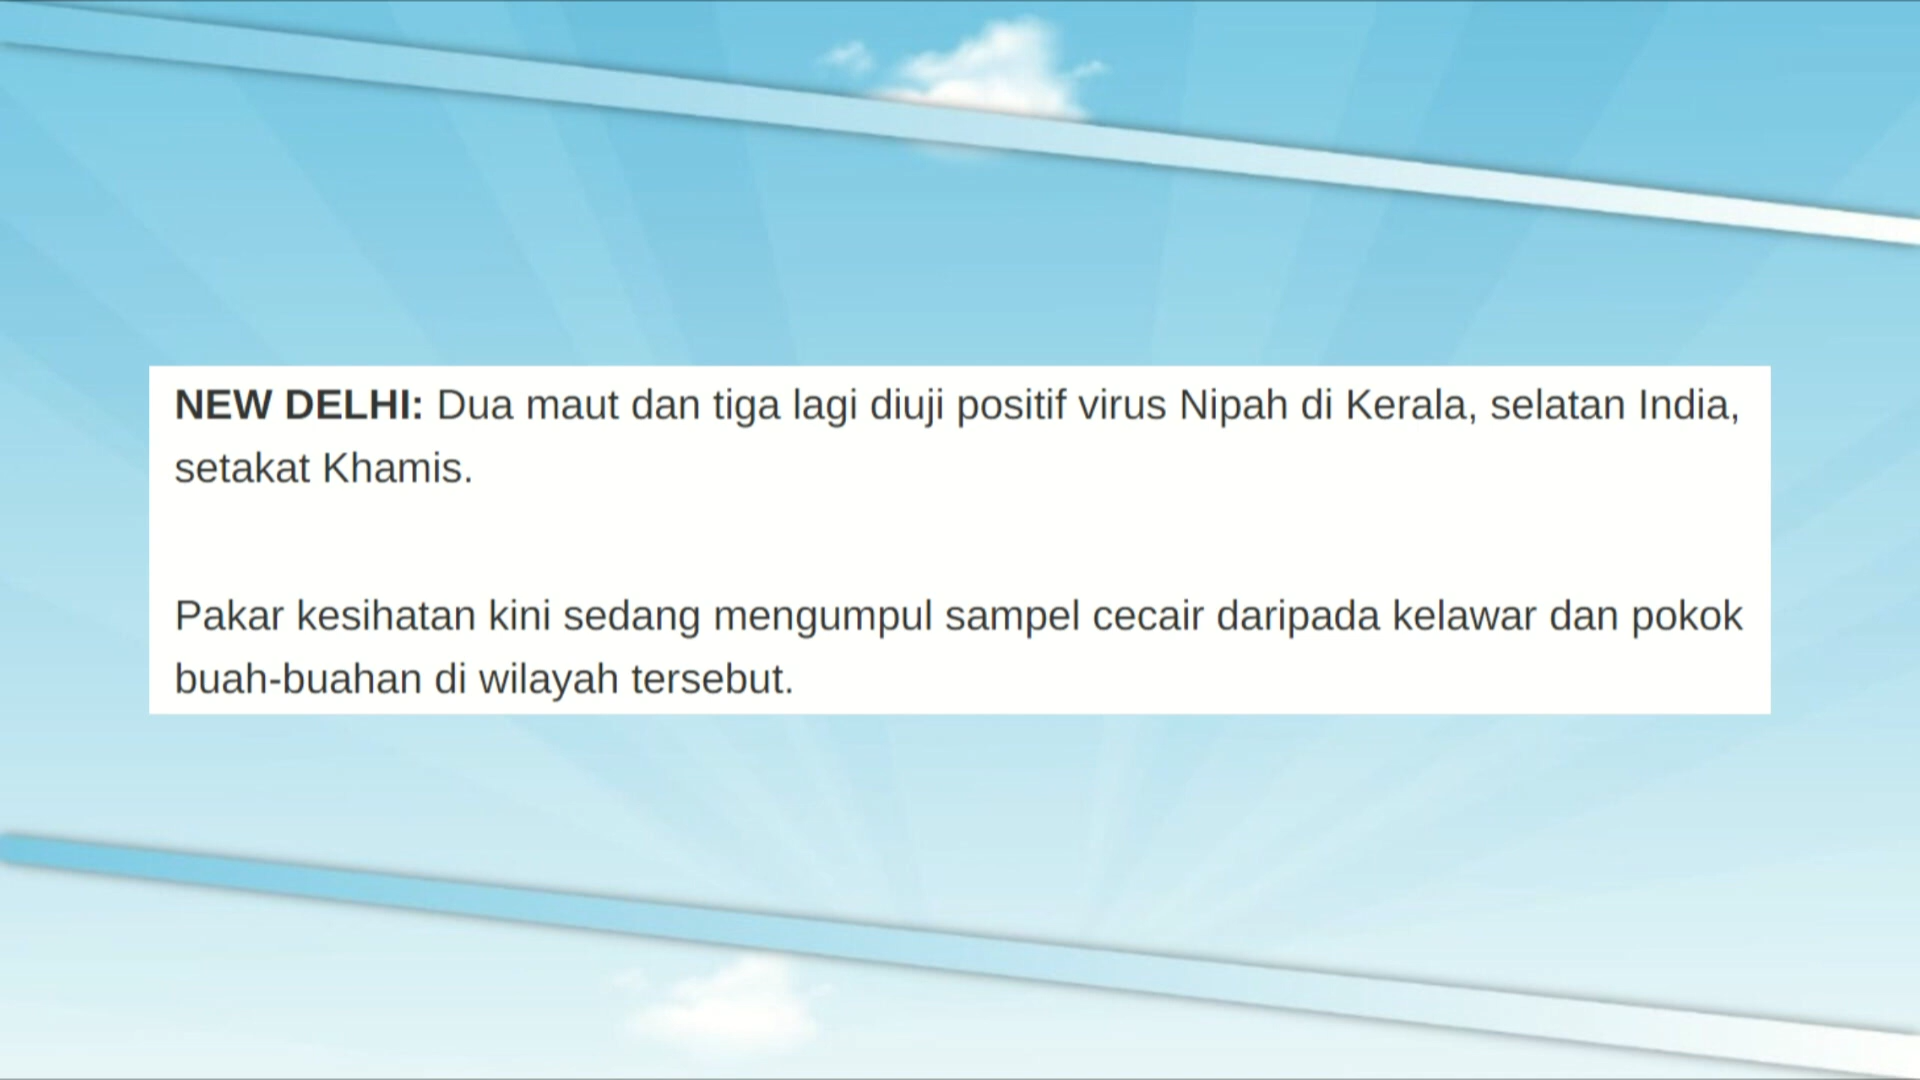 NEW DELHI: Dua maut dan tiga lagi diuji positif virus Nipah di Kerala, selatan India,
setakat Khamis.
Pakar kesihatan kini sedang mengumpul sampel cecair daripada kelawar dan pokok
buah-buahan di wilayah tersebut.